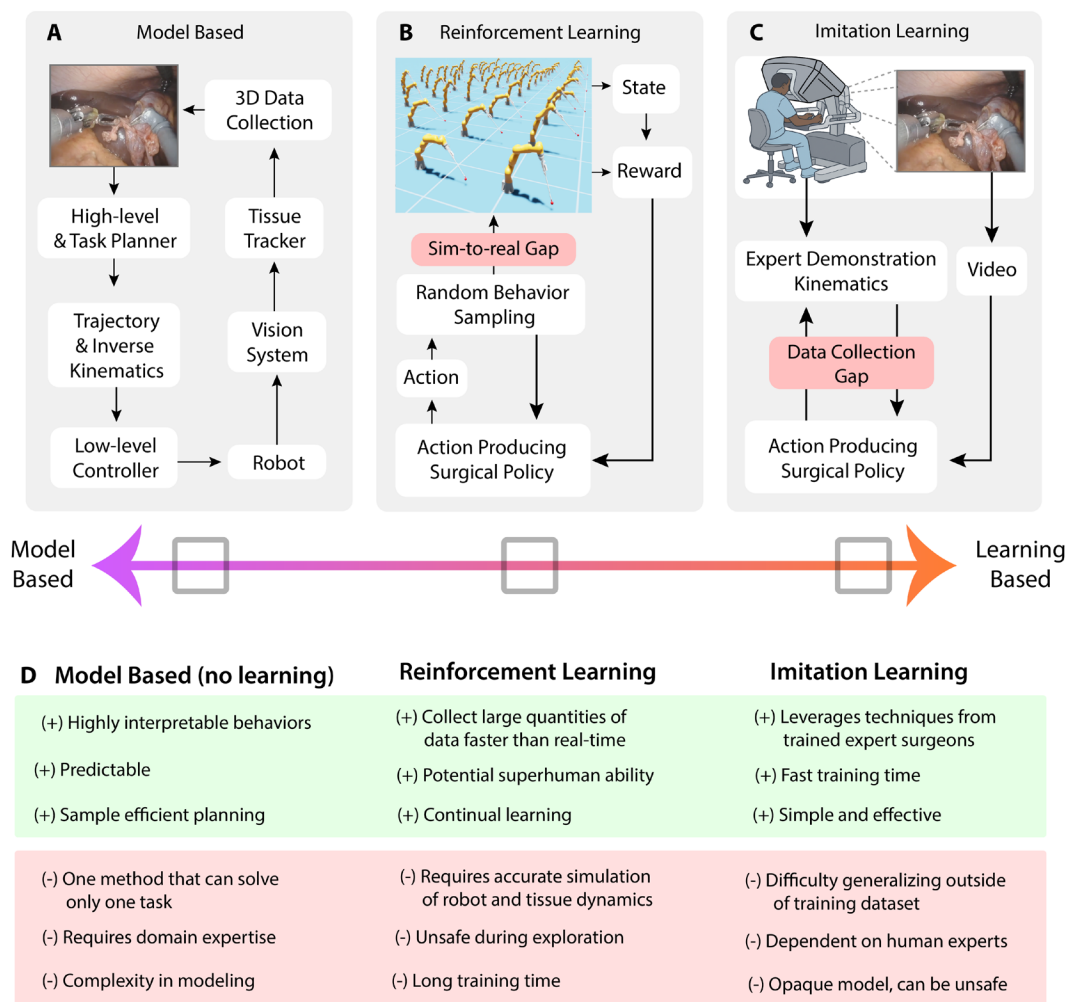 A
Model Based
3D Data
Collection
High-level
& Task Planner
Tissue
Tracker
Trajectory
& Inverse
Kinematics
Vision
System
Low-level
Controller
Robot
B
Reinforcement Learning
State
Reward
Sim-to-real Gap
Random Behavior
Sampling
Action
Action Producing
Surgical Policy
C
Imitation Learning
Expert Demonstration
Kinematics
Video
Data Collection
Gap
Action Producing
Surgical Policy
Model
Based
Learning
Based
D
Model Based (no learning)
Reinforcement Learning
Imitation Learning
(+) Highly interpretable behaviors
(+) Predictable
(+) Sample efficient planning
(+) Collect large quantities of
data faster than real-time
(+) Potential superhuman ability
(+) Continual learning
(+) Leverages techniques from
trained expert surgeons
(+) Fast training time
(+) Simple and effective
(-) One method that can solve
only one task
(-) Requires domain expertise
(-) Complexity in modeling
(-) Requires accurate simulation
of robot and tissue dynamics
(-) Unsafe during exploration
(-) Long training time
(-) Difficulty generalizing outside
of training dataset
(-) Dependent on human experts
(-) Opaque model, can be unsafe